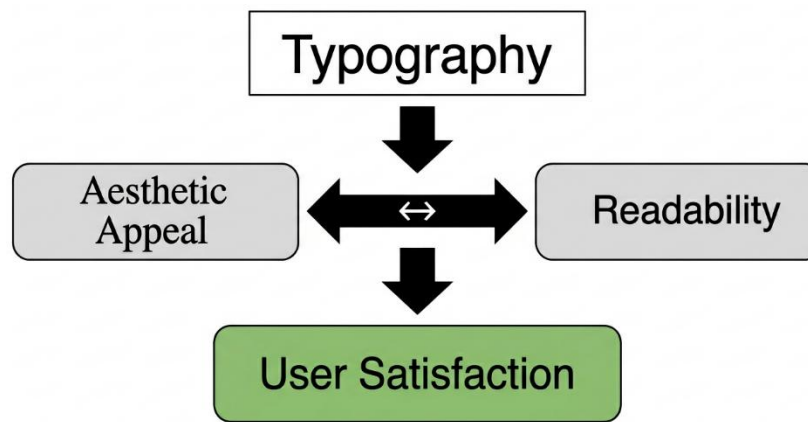 Typography
Aesthetic
Appeal
↔
Readability
User Satisfaction